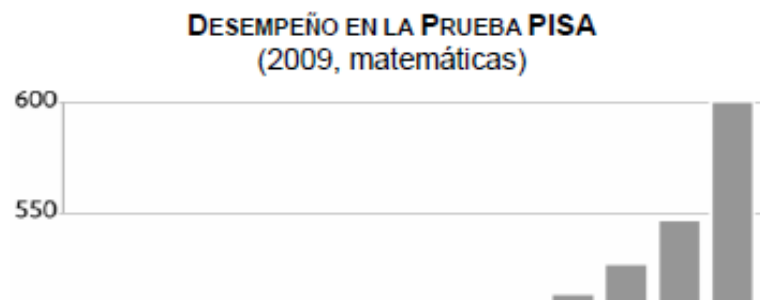 DESEMPEÑO EN LA PRUEBA PISA
(2009, matemáticas)
600
550